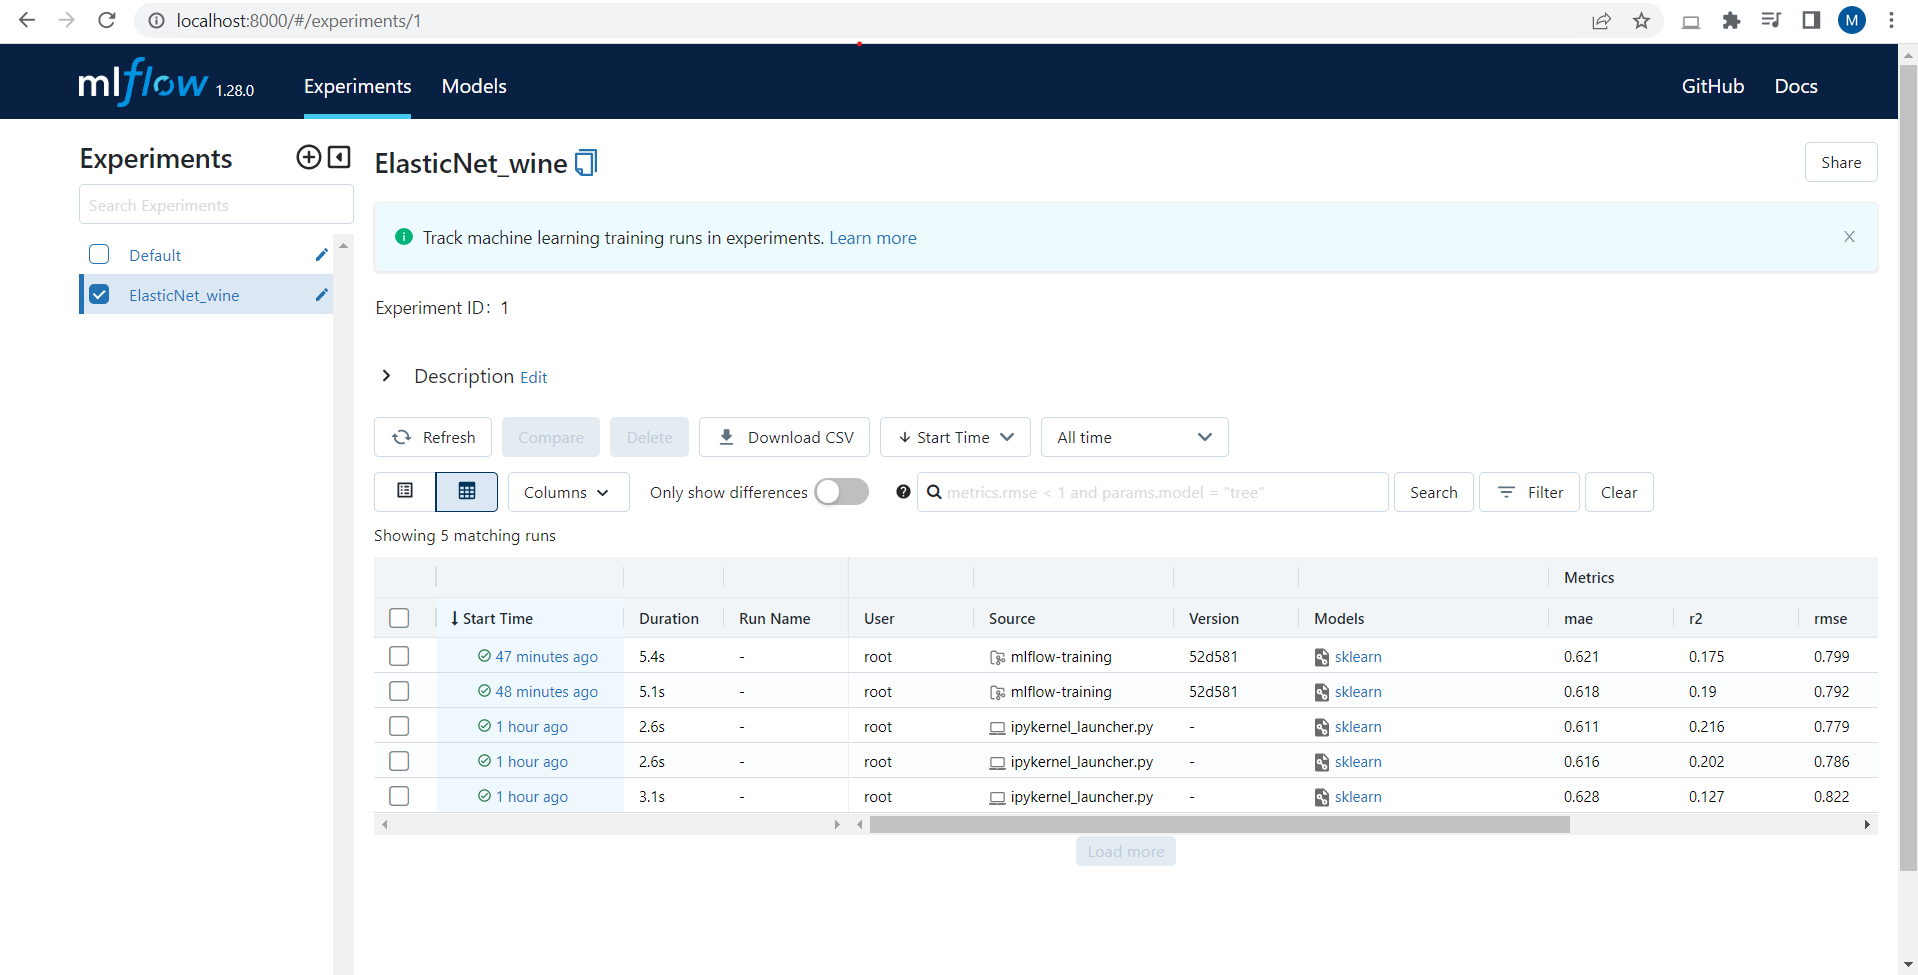 localhost:8000/#/experiments/1
M
mlflow 1.28.0 Experiments Models GitHub Docs
Experiments
Search Experiments
Default
ElasticNet_wine
ElasticNet_wine
Share
Track machine learning training runs in experiments. Learn more
Experiment ID: 1
Description Edit
Refresh Compare Delete Download CSV Start Time All time
Columns Only show differences metrics.rmse < 1 and params.model = "tree" Search Filter Clear
Showing 5 matching runs
Metrics
Start Time Duration Run Name User Source Version Models mae r2 rmse
47 minutes ago 5.4s - root mlflow-training 52d581 sklearn 0.621 0.175 0.799
48 minutes ago 5.1s - root mlflow-training 52d581 sklearn 0.618 0.19 0.792
1 hour ago 2.6s - root ipykernel_launcher.py - sklearn 0.611 0.216 0.779
1 hour ago 2.6s - root ipykernel_launcher.py - sklearn 0.616 0.202 0.786
1 hour ago 3.1s - root ipykernel_launcher.py - sklearn 0.628 0.127 0.822
Load more